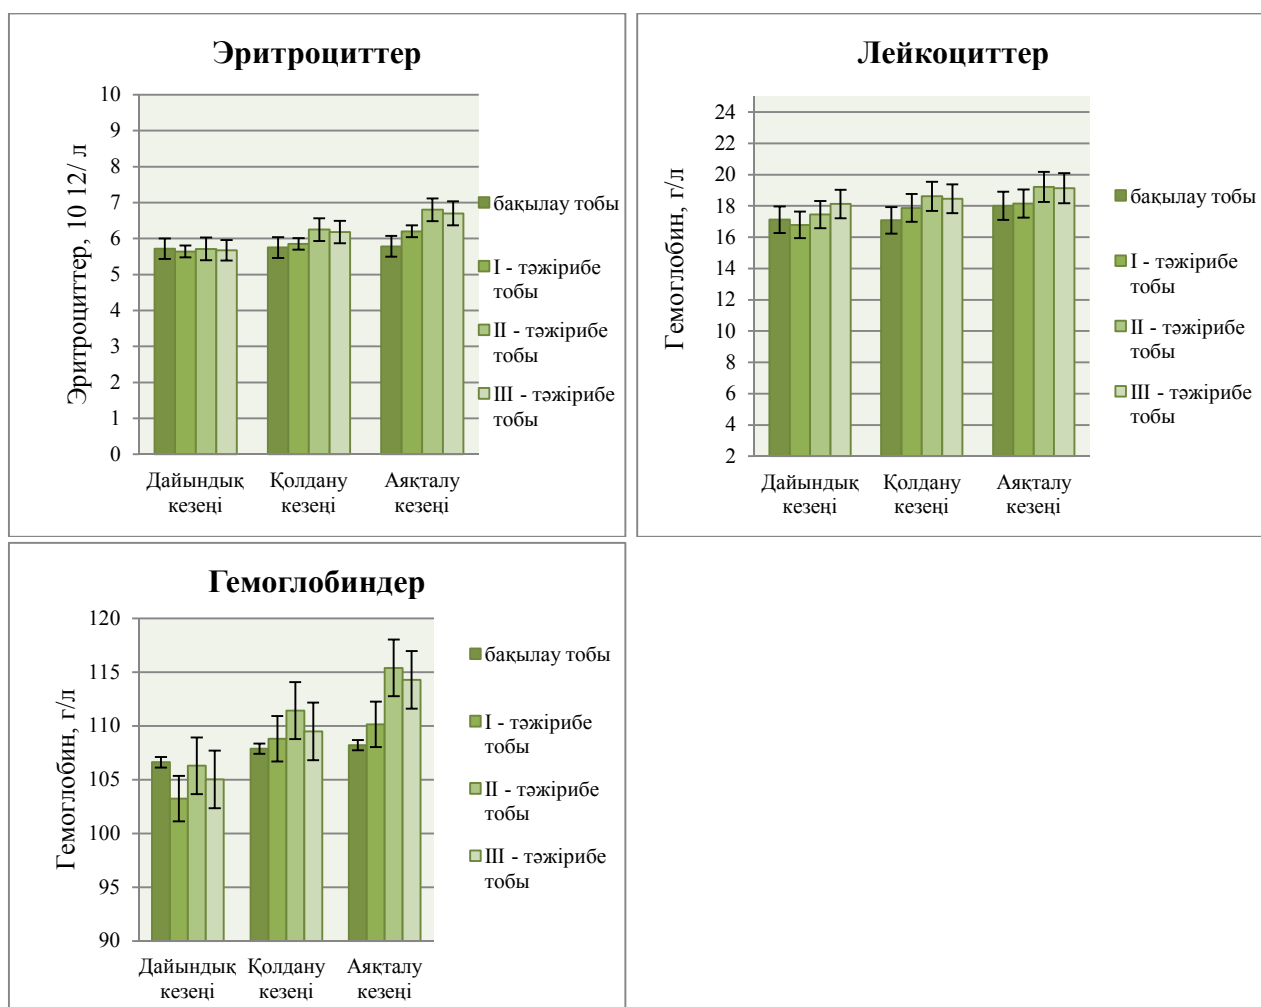 Эритроциттер
Эритроциттер, 10 12/ л
10
9
8
7
6
5
4
3
2
1
0
Дайындық
кезеңі
Қолдану
кезеңі
Аяқталу
кезеңі
бақылау тобы
I - тәжірибе
тобы
II - тәжірибе
тобы
III - тәжірибе
тобы
Лейкоциттер
Гемоглобин, г/л
24
22
20
18
16
14
12
10
8
6
4
2
Дайындық
кезеңі
Қолдану
кезеңі
Аяқталу
кезеңі
бақылау тобы
I - тәжірибе
тобы
II - тәжірибе
тобы
III - тәжірибе
тобы
Гемоглобиндер
Гемоглобин, г/л
120
115
110
105
100
95
90
Дайындық
кезеңі
Қолдану
кезеңі
Аяқталу
кезеңі
бақылау тобы
I - тәжірибе
тобы
II - тәжірибе
тобы
III - тәжірибе
тобы